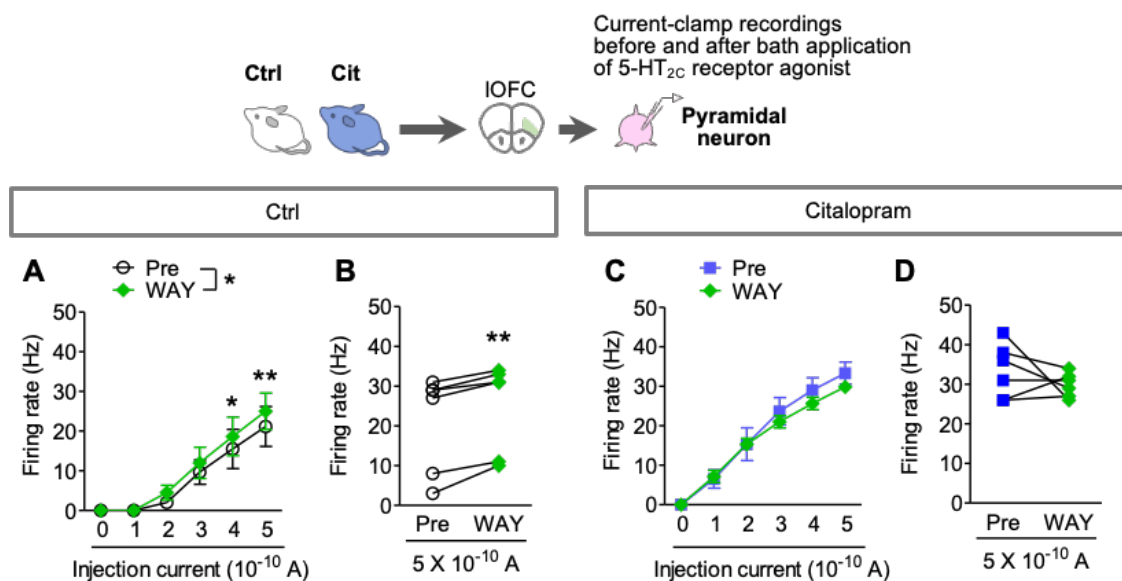 Current-clamp recordings
before and after bath application
of 5-HT2C receptor agonist
Ctrl
Cit
lOFC
Pyramidal
neuron
Ctrl
Citalopram
A
Pre
WAY
*
Firing rate (Hz)
50
40
30
20
10
0
*
**
0 1 2 3 4 5
Injection current (10-10 A)
B
Firing rate (Hz)
50
40
30
20
10
0
**
Pre WAY
5 X 10-10 A
C
Pre
WAY
Firing rate (Hz)
50
40
30
20
10
0
0 1 2 3 4 5
Injection current (10-10 A)
D
Firing rate (Hz)
50
40
30
20
10
0
Pre WAY
5 X 10-10 A